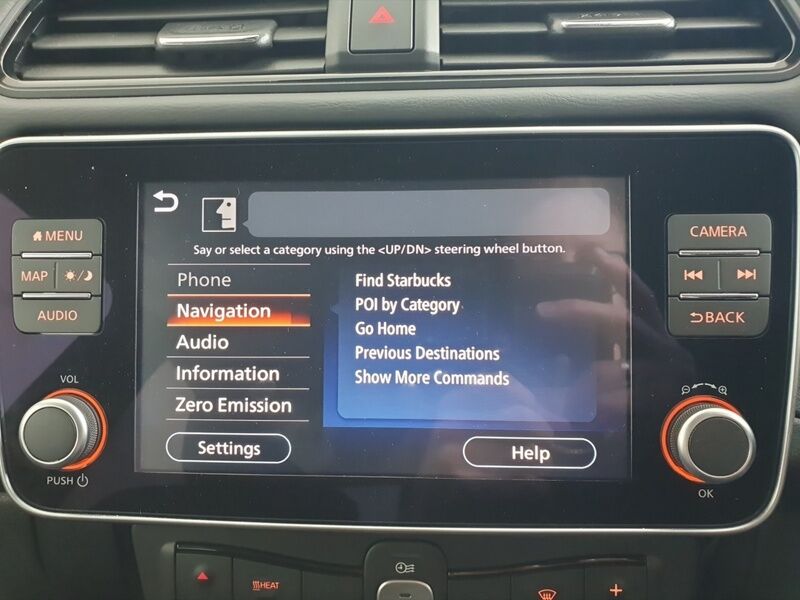 MENU
MAP
AUDIO
VOL
PUSH
Say or select a category using the <UP/DN> steering wheel button.
Phone
Navigation
Audio
Information
Zero Emission
Settings
Find Starbucks
POI by Category
Go Home
Previous Destinations
Show More Commands
Help
CAMERA
BACK
OK
HEAT